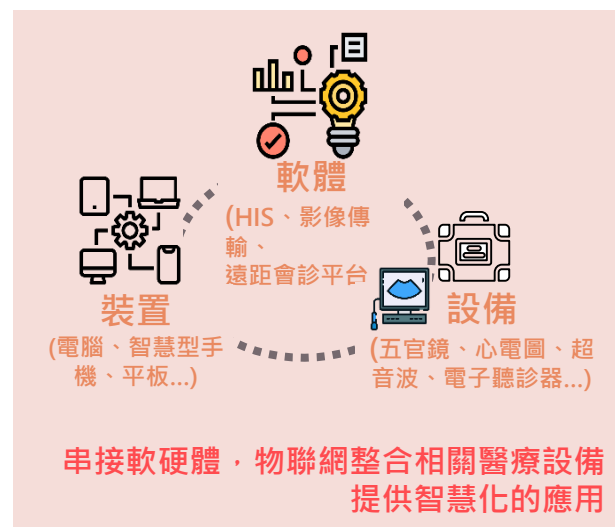 軟體
(HIS、影像傳
輸、
遠距會診平台
裝置
(電腦、智慧型手
機、平板...)
設備
(五官鏡、心電圖、超
音波、電子聽診器...)
串接軟硬體，物聯網整合相關醫療設備
提供智慧化的應用